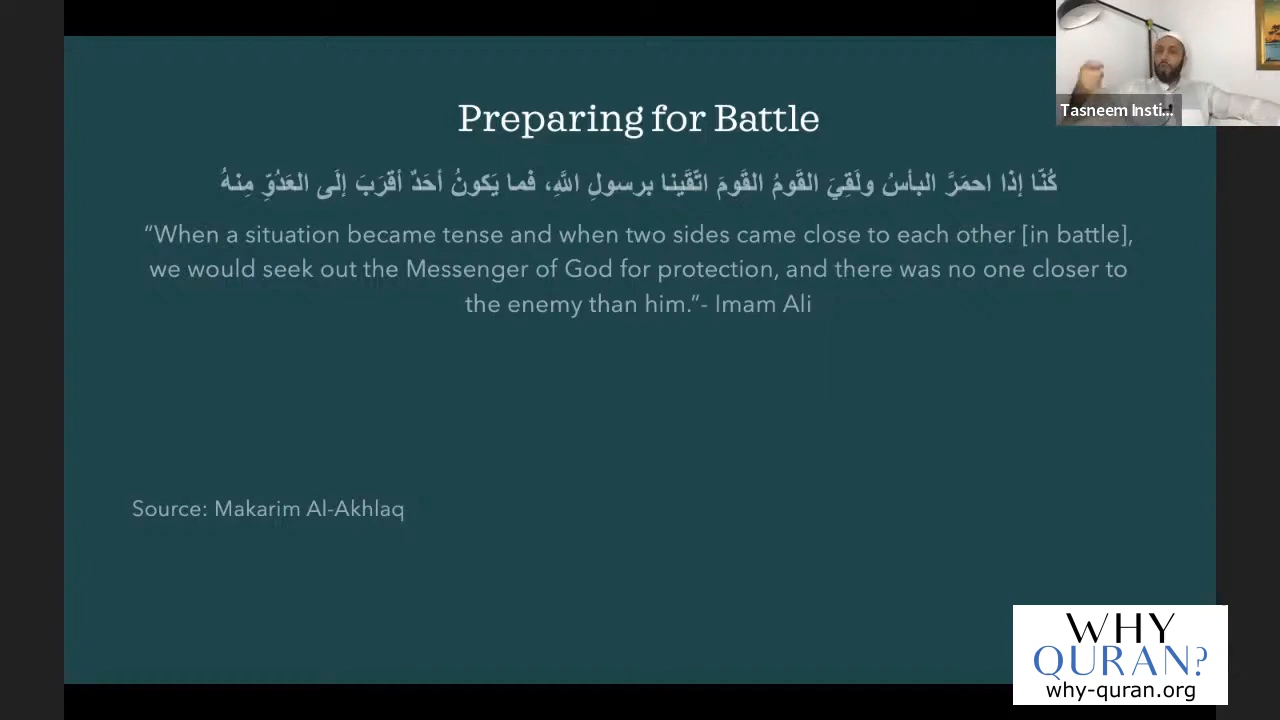 Preparing for Battle
كُنّا إذا احمَرَّ البأسُ ولَقِيَ القَومُ القَومَ اتَّقَينا برسولِ اللَّهِ، فما يَكونُ أحَدٌ أقرَبَ إلَى العَدُوِّ مِنهُ
“When a situation became tense and when two sides came close to each other [in battle],
we would seek out the Messenger of God for protection, and there was no one closer to
the enemy than him.”- Imam Ali
Source: Makarim Al-Akhlaq
Tasneem Insti...
WHY
QURAN?
why-quran.org